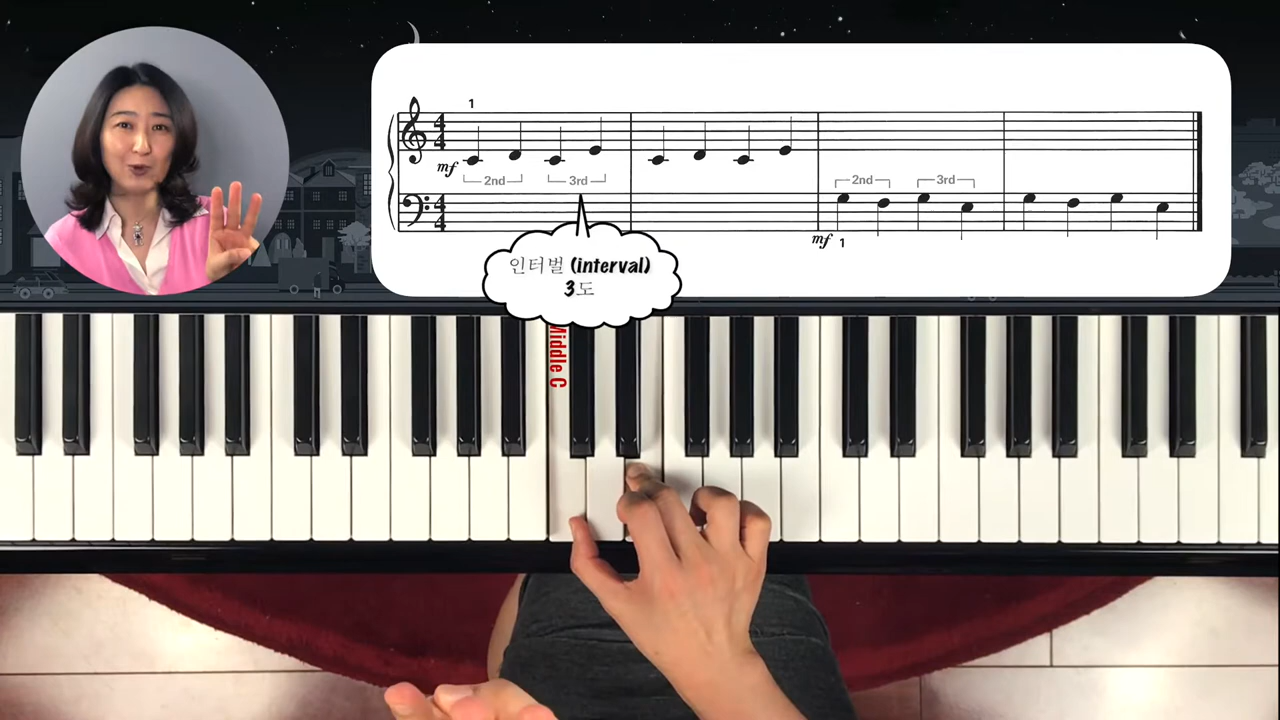 1
mf
2nd 3rd
2nd 3rd
mf 1
인터벌 (interval)
3도
Middle C